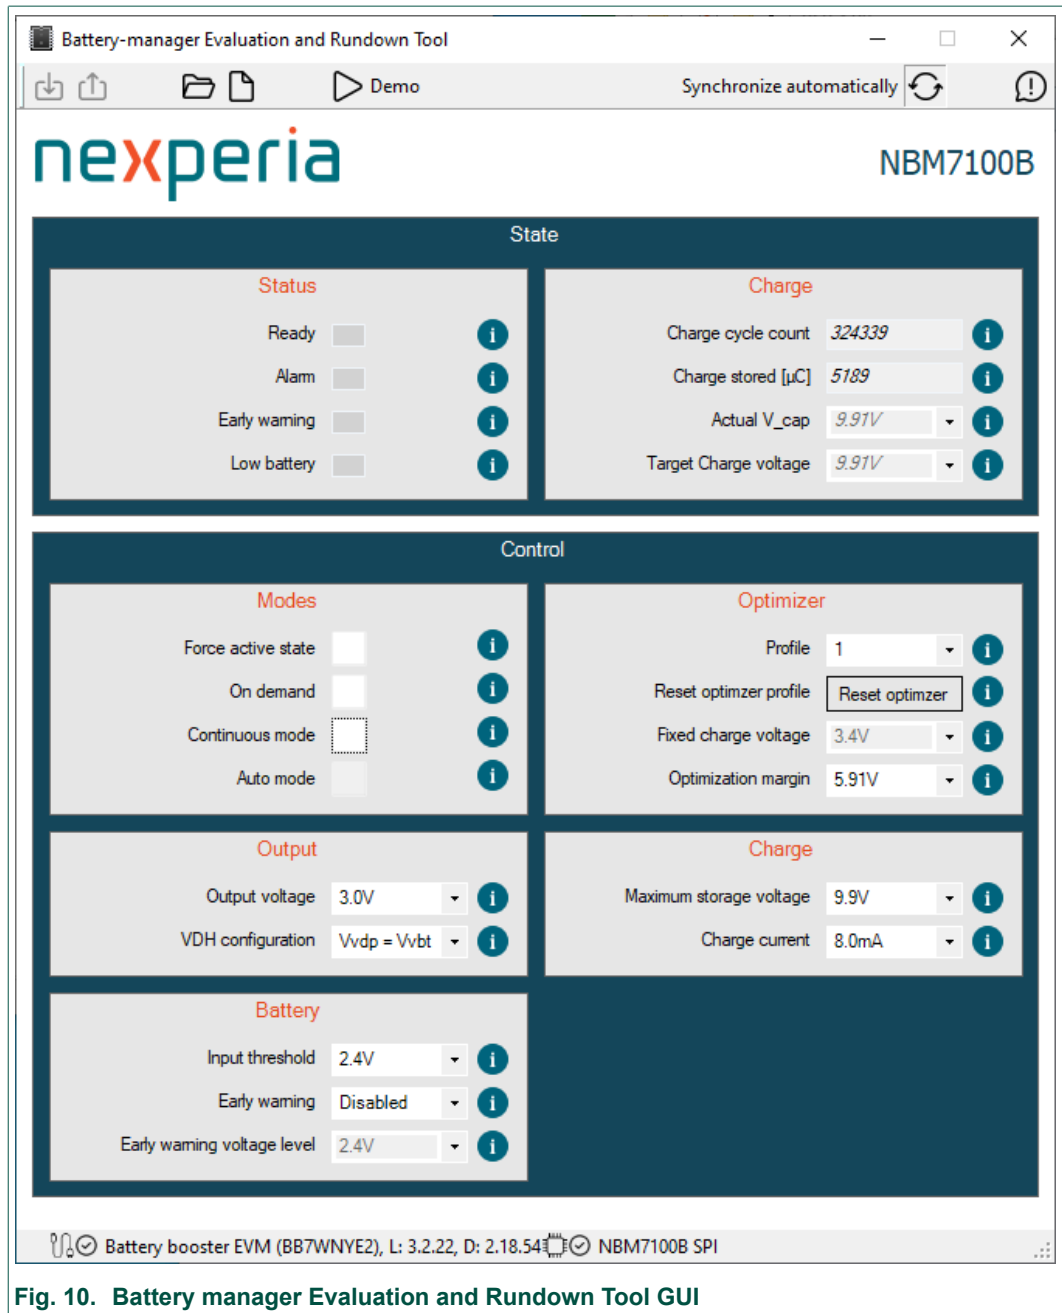 Battery-manager Evaluation and Rundown Tool
Demo
Synchronize automatically
nexperia
NBM7100B
State
Status
Ready
Alarm
Early warning
Low battery
Charge
Charge cycle count 324339
Charge stored [µC] 5189
Actual V_cap 9.91V
Target Charge voltage 9.91V
Control
Modes
Force active state
On demand
Continuous mode
Auto mode
Optimizer
Profile 1
Reset optimzer profile Reset optimzer
Fixed charge voltage 3.4V
Optimization margin 5.91V
Output
Output voltage 3.0V
VDH configuration Vvdp = Vvbt
Charge
Maximum storage voltage 9.9V
Charge current 8.0mA
Battery
Input threshold 2.4V
Early warning Disabled
Early warning voltage level 2.4V
Battery booster EVM (BB7WNYE2), L: 3.2.22, D: 2.18.54 NBM7100B SPI
Fig. 10. Battery manager Evaluation and Rundown Tool GUI